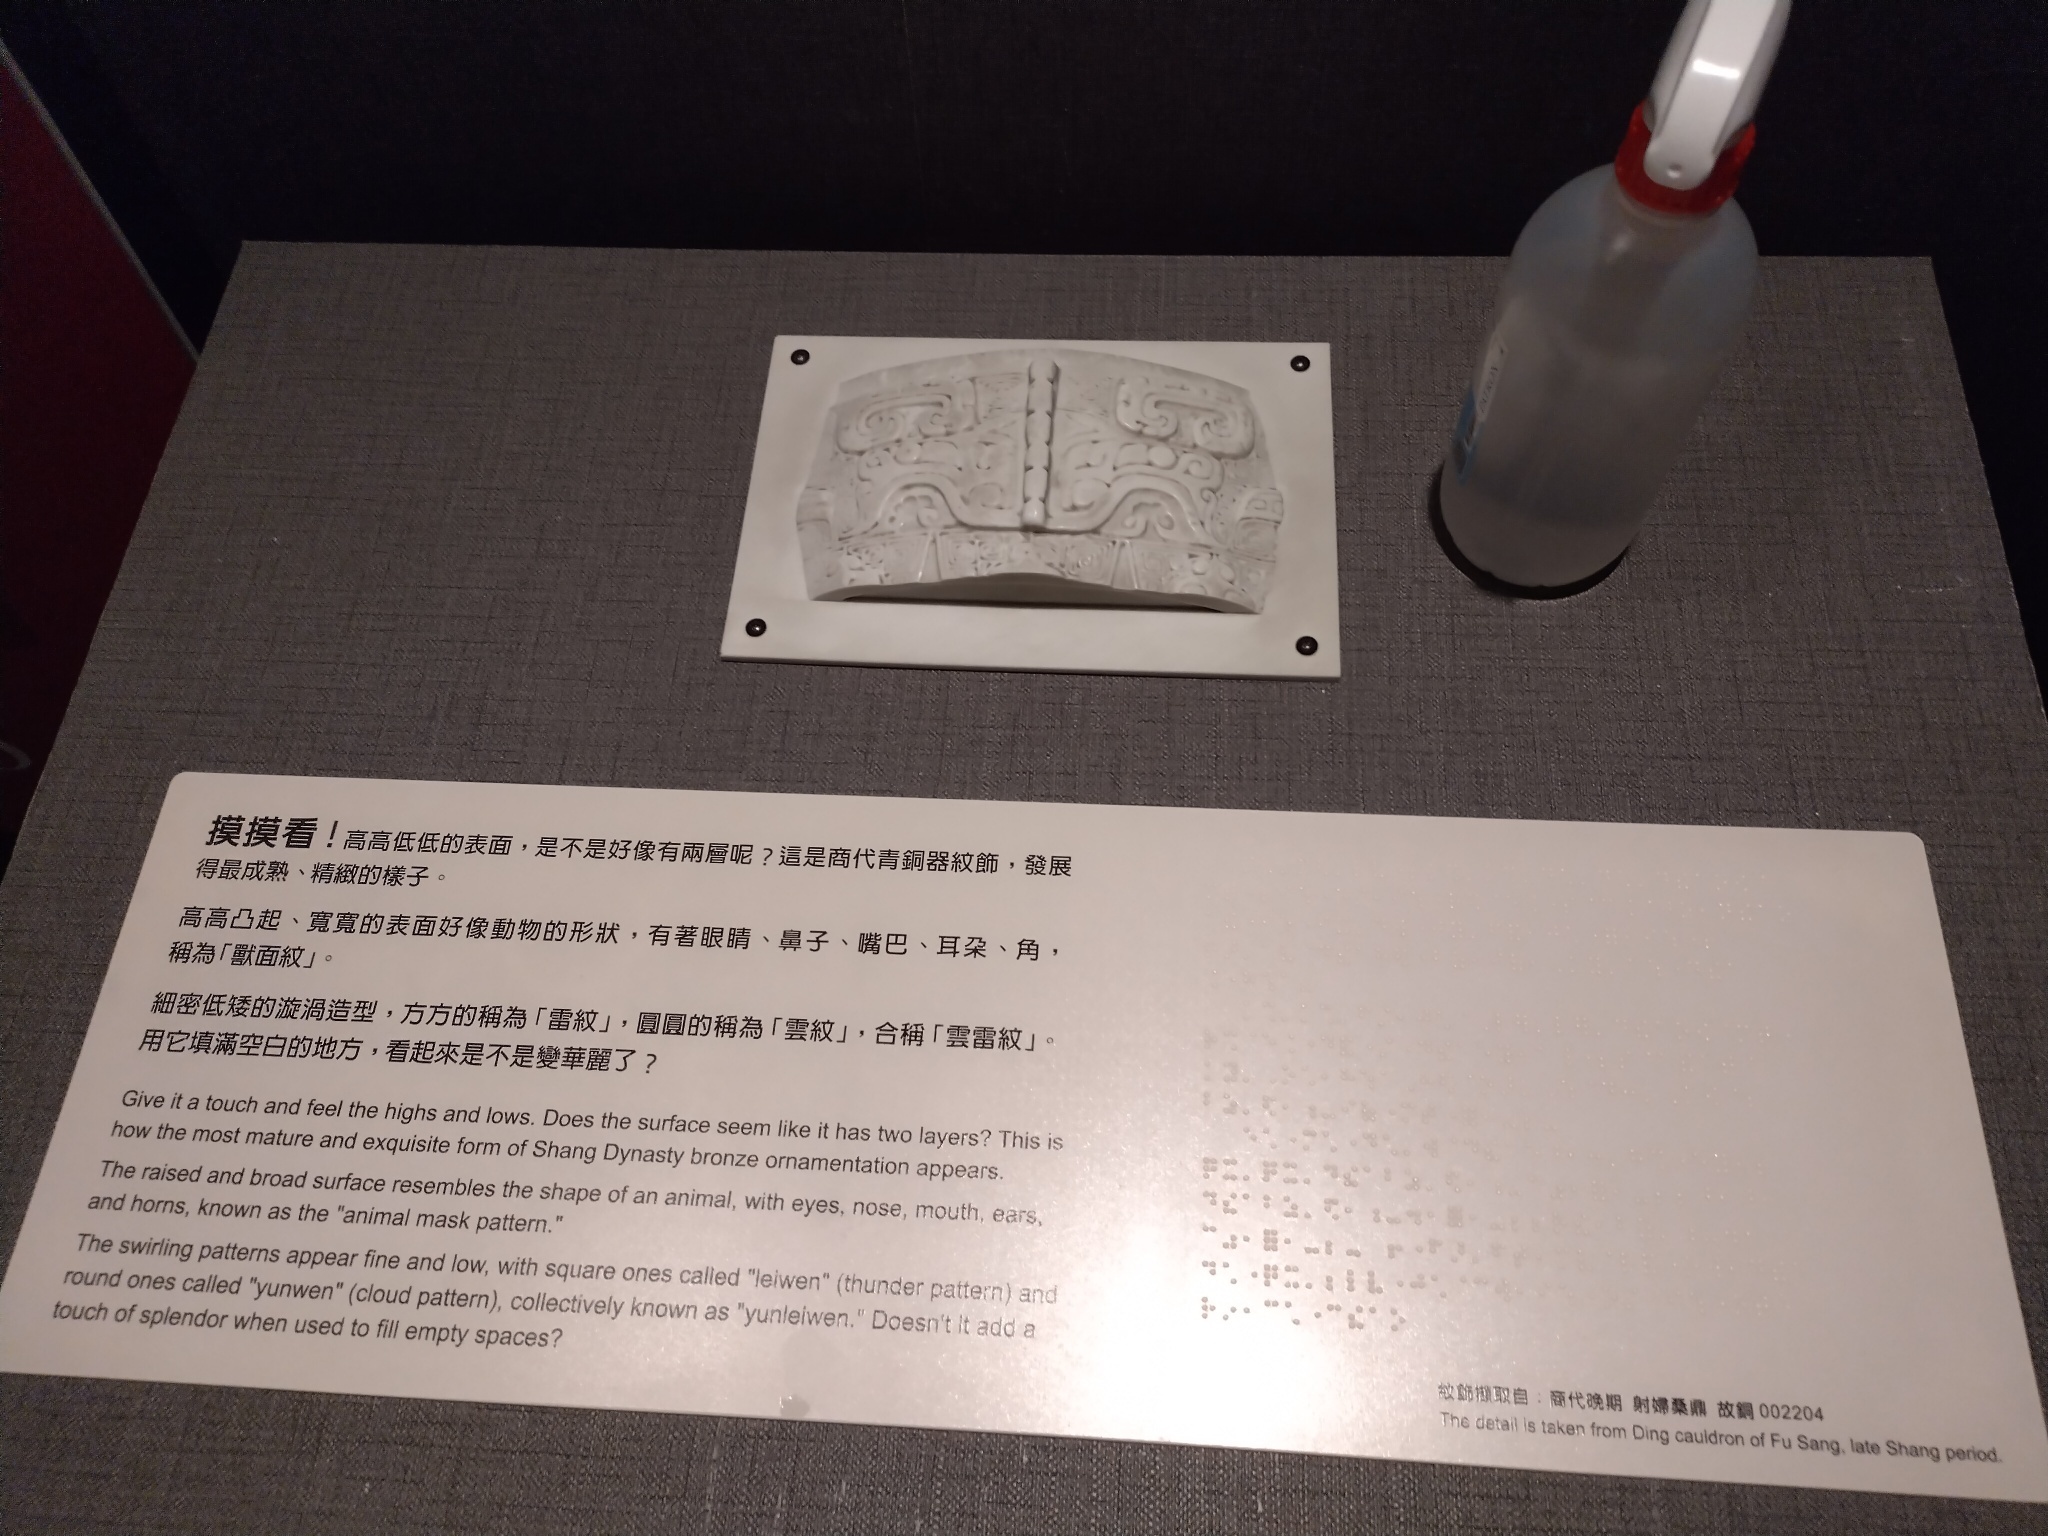 摸摸看！高高低低的表面，是不是好像有兩層呢？這是商代青銅器紋飾，發展
得最成熟、精緻的樣子。
高高凸起、寬寬的表面好像動物的形狀，有著眼睛、鼻子、嘴巴、耳朵、角，
稱為「獸面紋」。
細密低矮的漩渦造型，方方的稱為「雷紋」，圓圓的稱為「雲紋」，合稱「雲雷紋」。
用它填滿空白的地方，看起來是不是變華麗了？
Give it a touch and feel the highs and lows. Does the surface seem like it has two layers? This is
how the most mature and exquisite form of Shang Dynasty bronze ornamentation appears.
The raised and broad surface resembles the shape of an animal, with eyes, nose, mouth, ears,
and horns, known as the "animal mask pattern."
The swirling patterns appear fine and low, with square ones called "leiwen" (thunder pattern) and
round ones called "yunwen" (cloud pattern), collectively known as "yunleiwen." Doesn't it add a
touch of splendor when used to fill empty spaces?
紋飾擷取自：商代晚期 射婦桑鼎 故銅 002204
The detail is taken from Ding cauldron of Fu Sang, late Shang period.